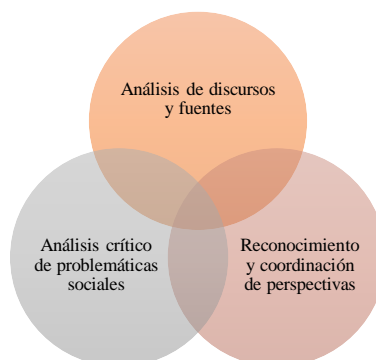 Análisis de discursos
y fuentes
Análisis crítico
de problemáticas
sociales
Reconocimiento
y coordinación
de perspectivas